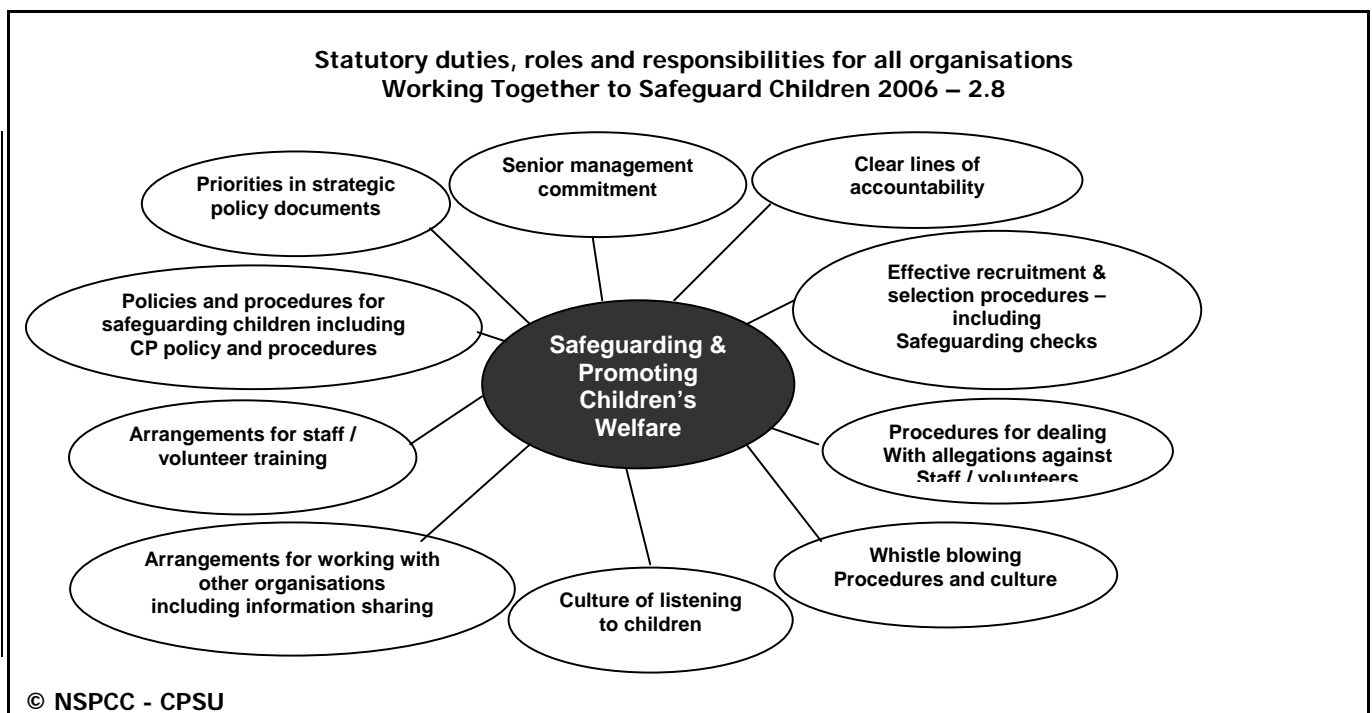 Statutory duties, roles and responsibilities for all organisations
Working Together to Safeguard Children 2006 – 2.8
Priorities in strategic
policy documents
Senior management
commitment
Clear lines of
accountability
Policies and procedures for
safeguarding children including
CP policy and procedures
Effective recruitment &
selection procedures –
including
Safeguarding checks
Safeguarding &
Promoting
Children's
Welfare
Arrangements for staff /
volunteer training
Procedures for dealing
With allegations against
Staff / volunteers
Arrangements for working with
other organisations
including information sharing
Culture of listening
to children
Whistle blowing
Procedures and culture
© NSPCC - CPSU